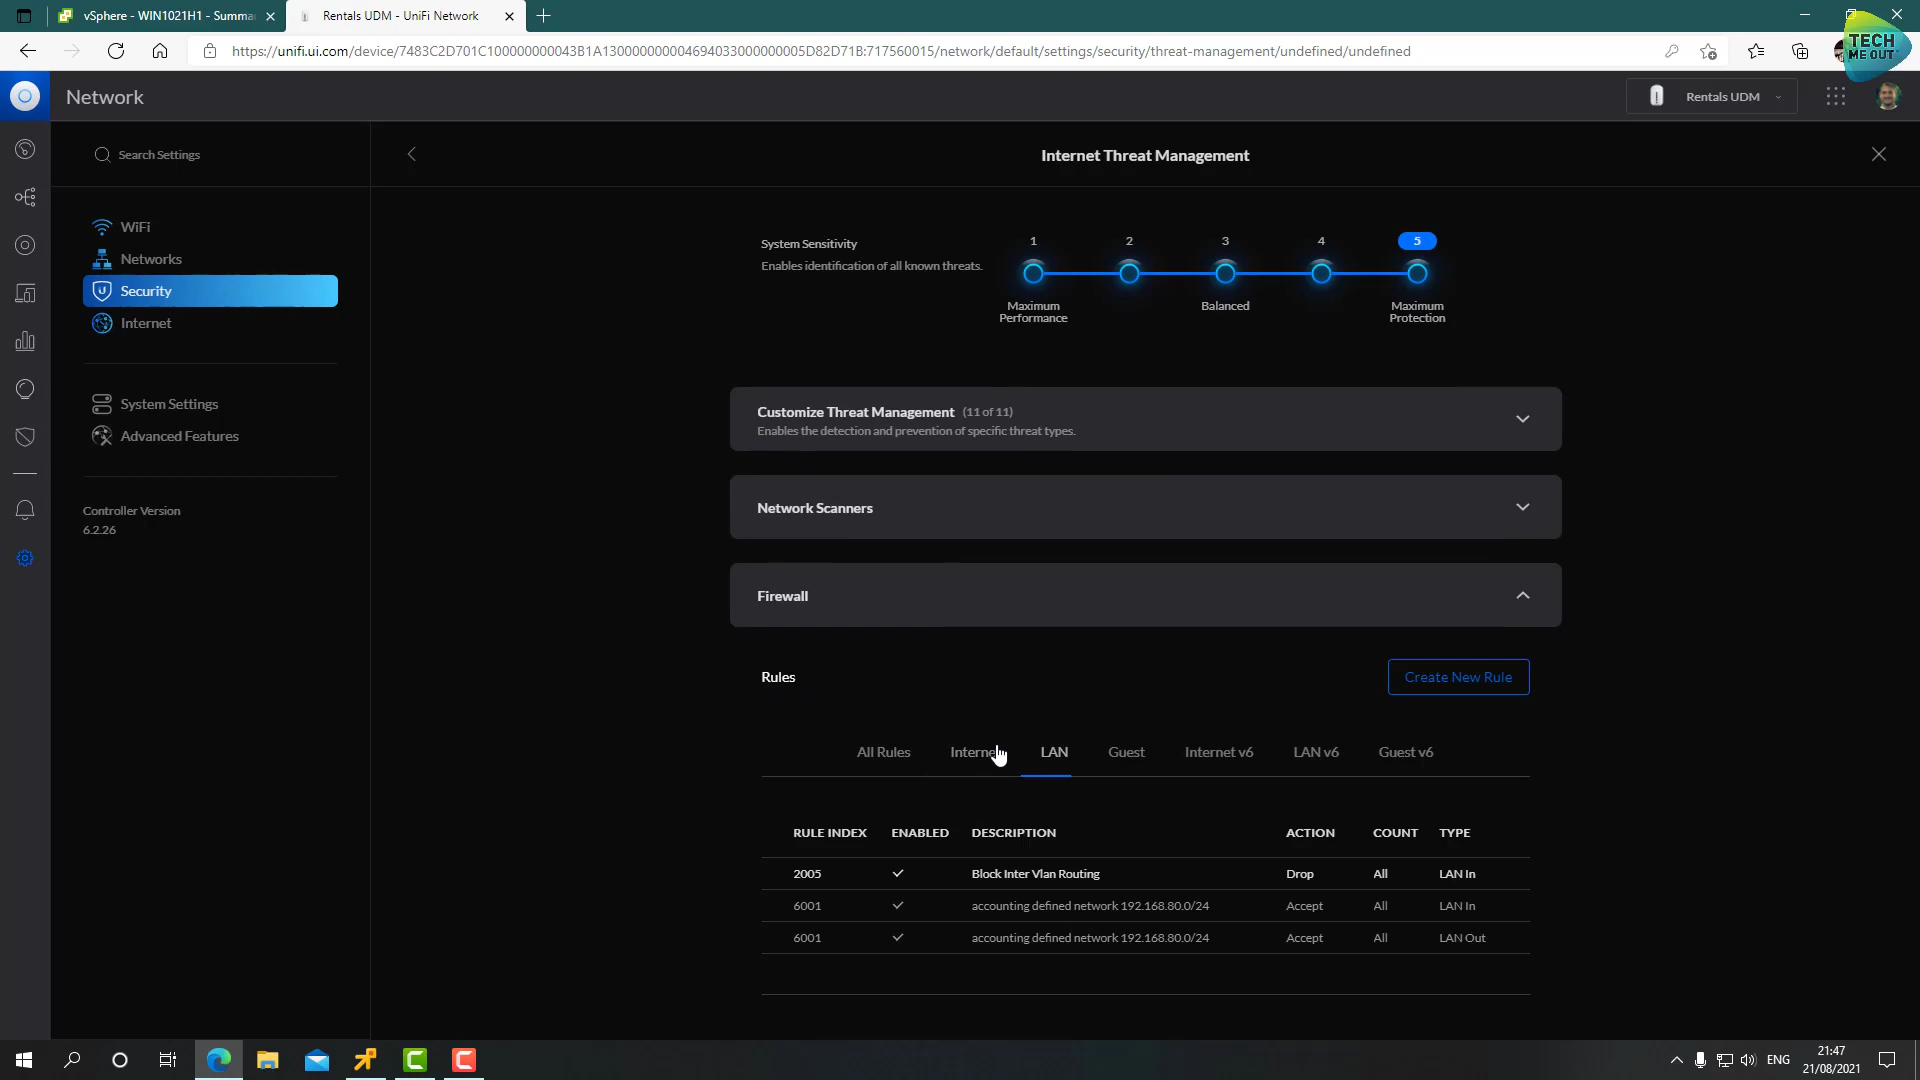 vSphere - WIN1021H1 - Summa
Rentals UDM - UniFi Network
https://unifi.ui.com/device/7483C2D701C100000000043B1A130000000004694033000000005D82D71B:717560015/network/default/settings/security/threat-management/undefined/undefined
TECH
ME OUT
Network
Rentals UDM
Search Settings
Internet Threat Management
WiFi
Networks
Security
Internet
System Settings
Advanced Features
Controller Version
6.2.26
System Sensitivity
Enables identification of all known threats.
1 2 3 4 5
Maximum Performance
Balanced
Maximum Protection
Customize Threat Management (11 of 11)
Enables the detection and prevention of specific threat types.
Network Scanners
Firewall
Rules
Create New Rule
All Rules Interne LAN Guest Internet v6 LAN v6 Guest v6
RULE INDEX ENABLED DESCRIPTION ACTION COUNT TYPE
2005 Block Inter Vlan Routing Drop All LAN In
6001 accounting defined network 192.168.80.0/24 Accept All LAN In
6001 accounting defined network 192.168.80.0/24 Accept All LAN Out
ENG
21:47
21/08/2021